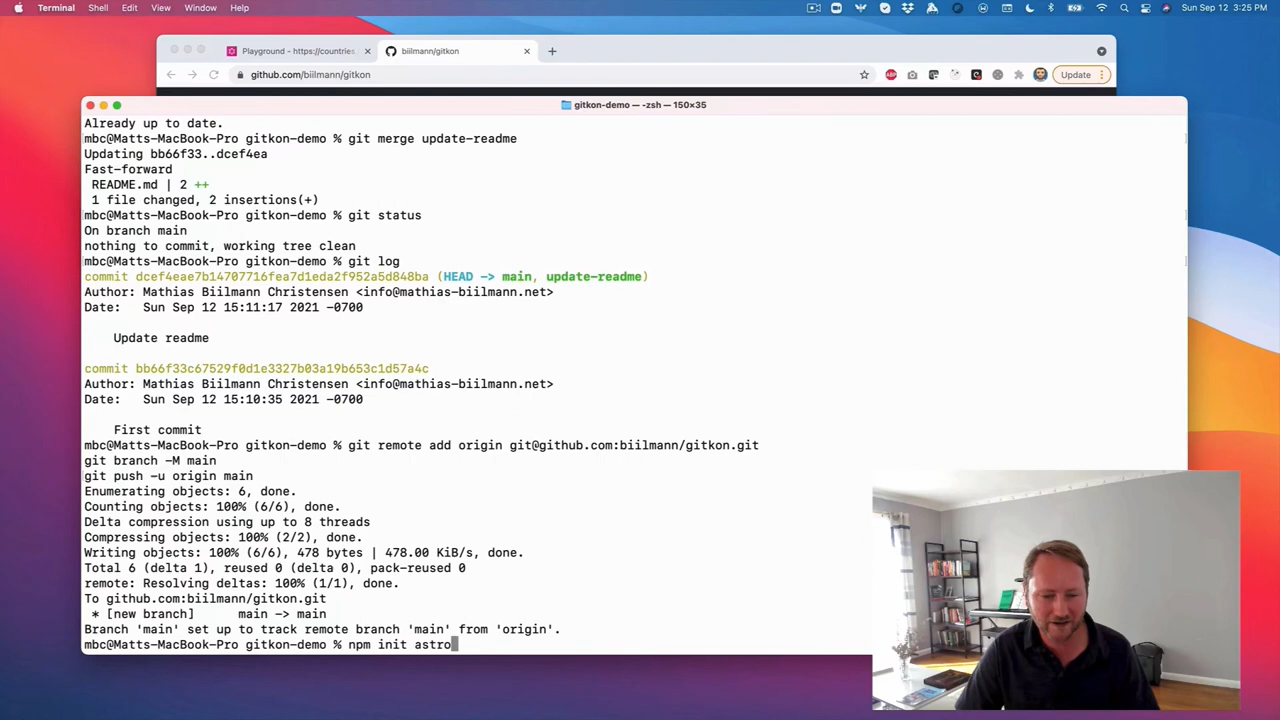 Terminal Shell Edit View Window Help
Sun Sep 12 3:25 PM
Playground - https://countries
biilmann/gitkon
github.com/biilmann/gitkon
ABP
Update
gitkon-demo — -zsh — 150×35
Already up to date.
mbc@Matts-MacBook-Pro gitkon-demo % git merge update-readme
Updating bb66f33..dcef4ea
Fast-forward
README.md | 2 ++
1 file changed, 2 insertions(+)
mbc@Matts-MacBook-Pro gitkon-demo % git status
On branch main
nothing to commit, working tree clean
mbc@Matts-MacBook-Pro gitkon-demo % git log
commit dcef4eae7b14707716fea7d1eda2f952a5d848ba (HEAD -> main, update-readme)
Author: Mathias Biilmann Christensen <info@mathias-biilmann.net>
Date:   Sun Sep 12 15:11:17 2021 -0700
Update readme
commit bb66f33c67529f0d1e3327b03a19b653c1d57a4c
Author: Mathias Biilmann Christensen <info@mathias-biilmann.net>
Date:   Sun Sep 12 15:10:35 2021 -0700
First commit
mbc@Matts-MacBook-Pro gitkon-demo % git remote add origin git@github.com:biilmann/gitkon.git
git branch -M main
git push -u origin main
Enumerating objects: 6, done.
Counting objects: 100% (6/6), done.
Delta compression using up to 8 threads
Compressing objects: 100% (2/2), done.
Writing objects: 100% (6/6), 478 bytes | 478.00 KiB/s, done.
Total 6 (delta 1), reused 0 (delta 0), pack-reused 0
remote: Resolving deltas: 100% (1/1), done.
To github.com:biilmann/gitkon.git
* [new branch]      main -> main
Branch 'main' set up to track remote branch 'main' from 'origin'.
mbc@Matts-MacBook-Pro gitkon-demo % npm init astro